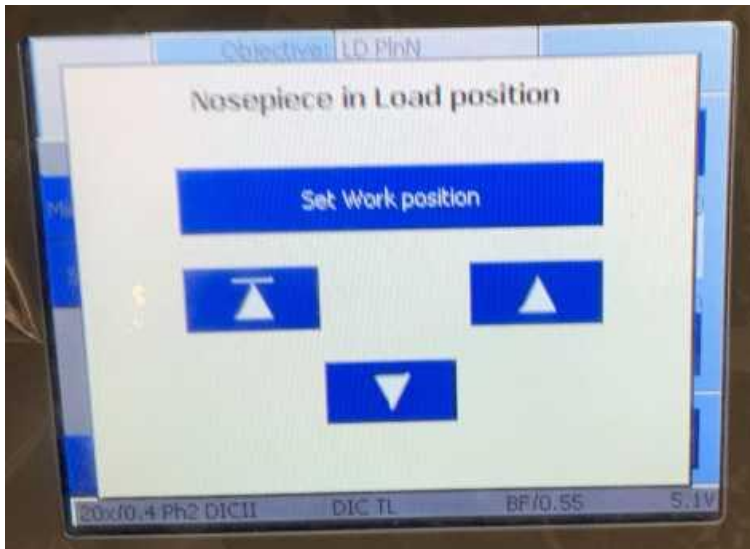 Objective: LD PlnN
Nosepiece in Load position
Set Work position
20x/0.4 Ph2 DICII DIC TL BF/0.55 5.1V